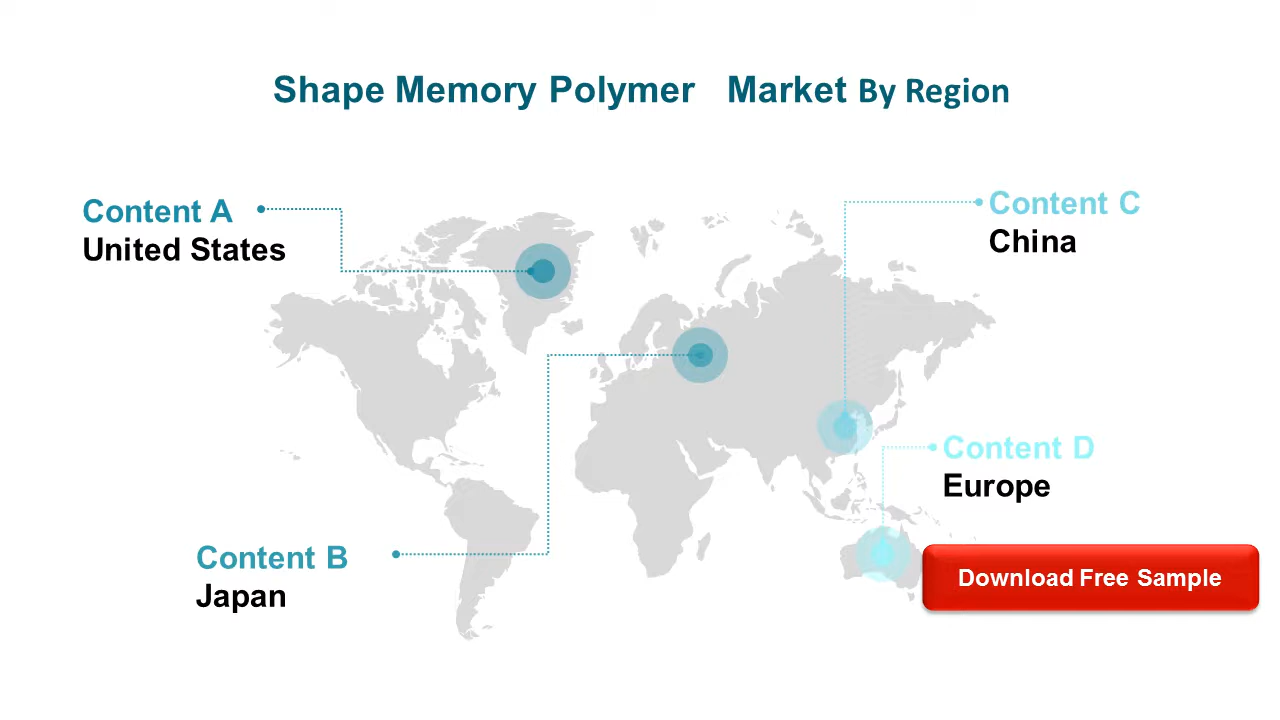 Shape Memory Polymer Market By Region
Content A
United States
Content C
China
Content D
Europe
Content B
Japan
Download Free Sample